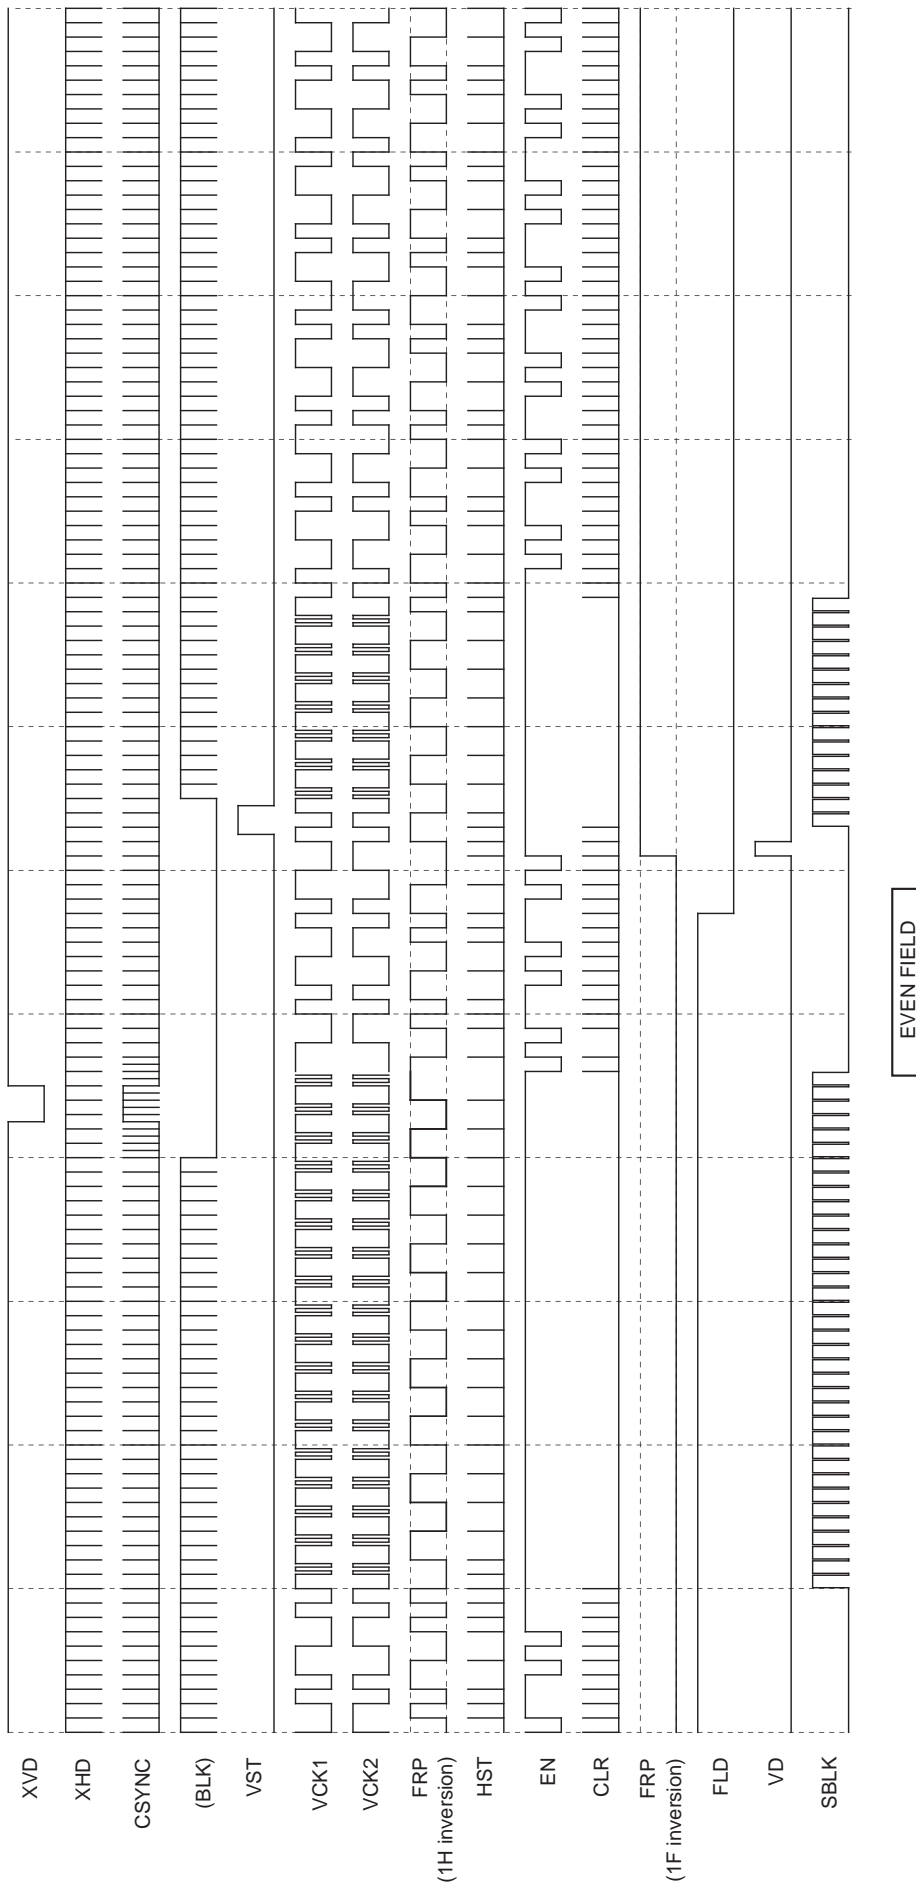 XVD
XHD
CSYNC
(BLK)
VST
VCK1
VCK2
FRP
(1H inversion)
HST
EN
CLR
FRP
(1F inversion)
FLD
VD
SBLK
EVEN FIELD